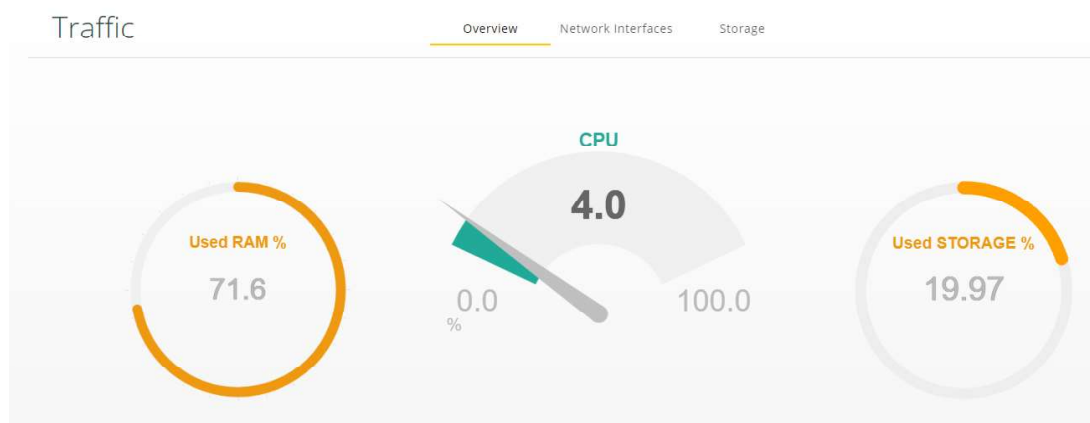 Traffic
Overview Network Interfaces Storage
CPU
4.0
0.0 100.0
%
Used RAM %
71.6
Used STORAGE %
19.97